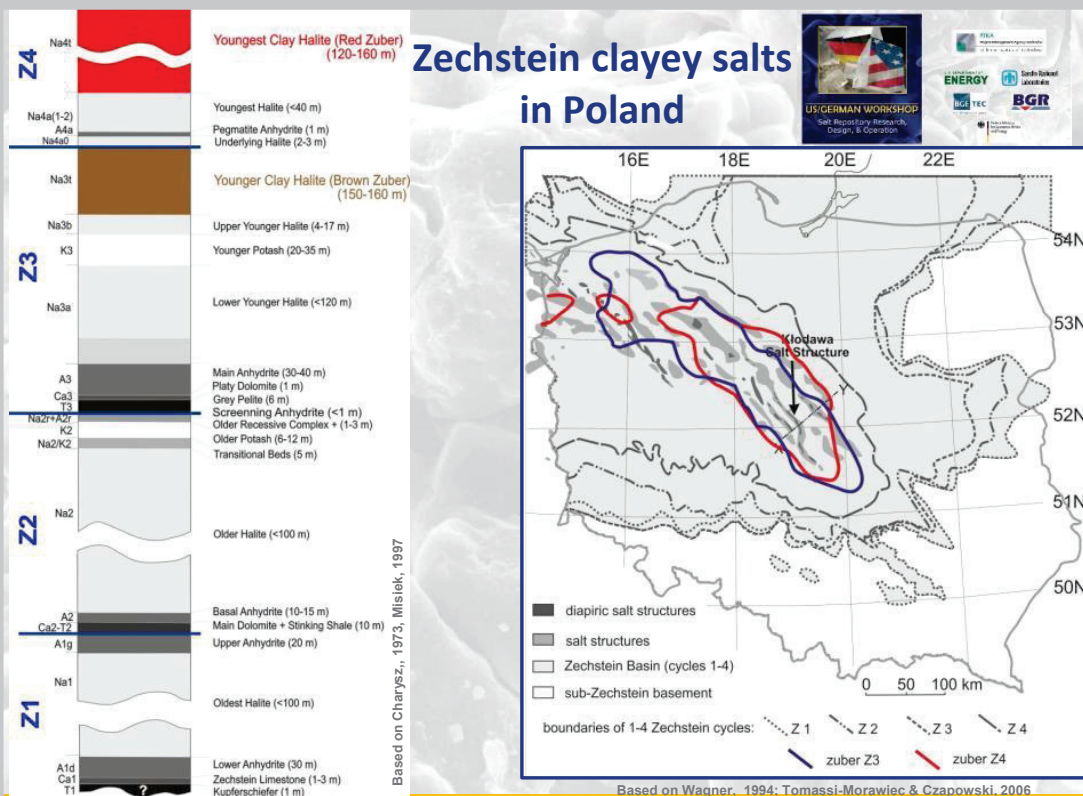 Zechstein clayey salts
in Poland
US/GERMAN WORKSHOP
Salt Repository Research,
Design, & Operation
PTKA
U.S. DEPARTMENT OF
ENERGY
Sandia National
Laboratories
BGE TEC
BGR
Z4
Na4t
Youngest Clay Halite (Red Zuber)
(120-160 m)
Na4a(1-2)
Youngest Halite (<40 m)
A4a
Pegmatite Anhydrite (1 m)
Na4a0
Underlying Halite (2-3 m)
Z3
Na3t
Younger Clay Halite (Brown Zuber)
(150-160 m)
Na3b
Upper Younger Halite (4-17 m)
K3
Younger Potash (20-35 m)
Na3a
Lower Younger Halite (<120 m)
A3
Main Anhydrite (30-40 m)
Ca3
Platy Dolomite (1 m)
T3
Grey Pelite (6 m)
Screenning Anhydrite (<1 m)
Na2r+A2r
Older Recessive Complex + (1-3 m)
K2
Older Potash (6-12 m)
Na2/K2
Transitional Beds (5 m)
Z2
Na2
Older Halite (<100 m)
A2
Basal Anhydrite (10-15 m)
Ca2-T2
Main Dolomite + Stinking Shale (10 m)
Z1
A1g
Upper Anhydrite (20 m)
Na1
Oldest Halite (<100 m)
A1d
Lower Anhydrite (30 m)
Ca1
Zechstein Limestone (1-3 m)
T1
?
Kupferschiefer (1 m)
Based on Charysz,, 1973, Misiek, 1997
16E 18E 20E 22E
54N
53N
52N
51N
50N
Kłodawa
Salt Structure
X
Y
diapiric salt structures
salt structures
Zechstein Basin (cycles 1-4)
sub-Zechstein basement
0 50 100 km
boundaries of 1-4 Zechstein cycles: Z 1 Z 2 Z 3 Z 4
zuber Z3 zuber Z4
Based on Wagner, 1994; Tomassi-Morawiec & Czapowski, 2006